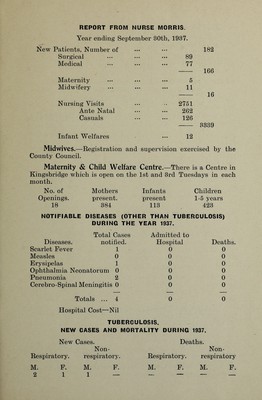 REPORT FROM NURSE MORRIS.
Year ending September 30th, 1937.
New Patients, Number of ... ... 182
Surgical ... ... ... 89
Medical ... ... ... 77
166
Maternity ... ... ... 5
Midwifery ... ... ... 11
16
Nursing Visits ... .. 2751
Ante Natal ... ... 262
Casuals ... ... 126
3339
Infant Welfares ... 12
Midwives.—Registration and supervision exercised by the
County Council.
Maternity & Child Welfare Centre.—There is a Centre in
Kingsbridge which is open on the 1st and 3rd Tuesdays in each
month.
No. of Mothers Infants Children
Openings. present. present 1-5 years
18 384 113 423
NOTIFIABLE DISEASES (OTHER THAN TUBERCULOSIS)
DURING THE YEAR 1937.
Total Cases Admitted to
Diseases. notified. Hospital Deaths.
Scarlet Fever 1 0 0
Measles 0 0 0
Erysipelas 1 0 0
Ophthalmia Neonatorum 0 0 0
Pneumonia 2 0 0
Cerebro-Spinal Meningitis 0 0 0
Totals ... 4 0 0
Hospital Cost—Nil
TUBERCULOSIS.
NEW CASES AND MORTALITY DURING 1937.
New Cases. Deaths.
Non- Non-
Respiratory. respiratory. Respiratory. respiratory
M. F. M. F. M. F. M. F.
2 1 1 — — — — —